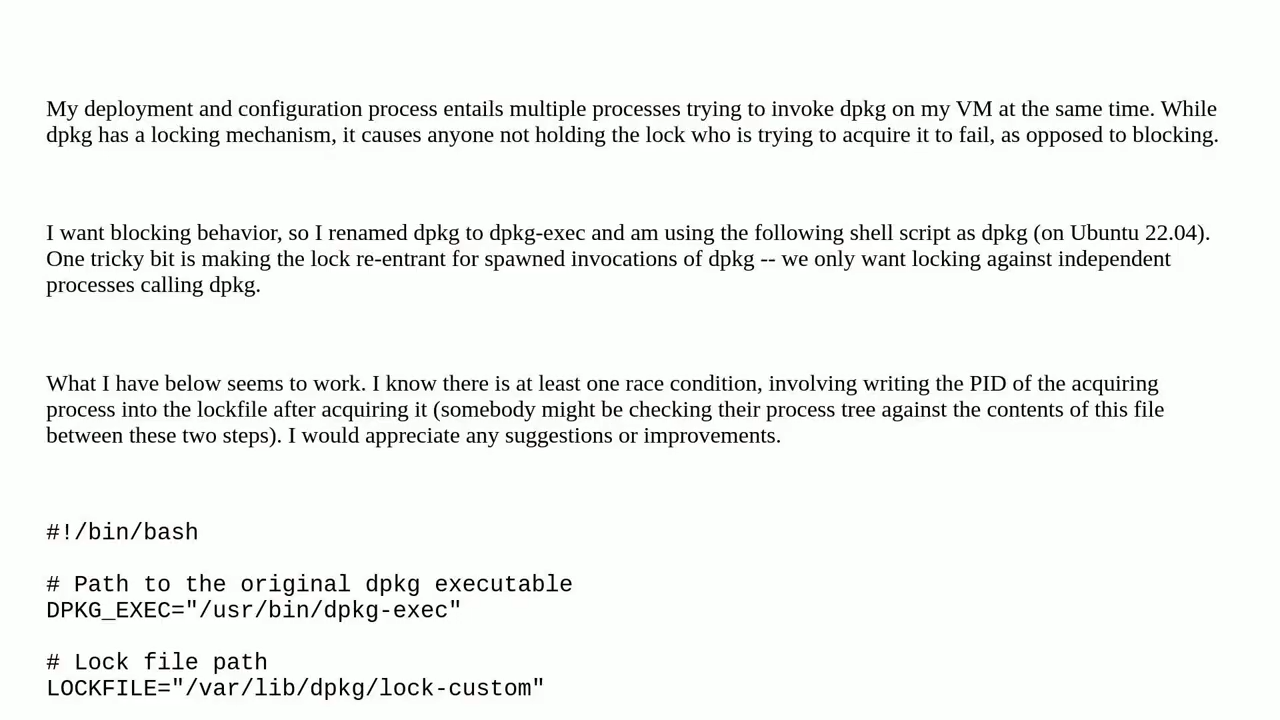 My deployment and configuration process entails multiple processes trying to invoke dpkg on my VM at the same time. While
dpkg has a locking mechanism, it causes anyone not holding the lock who is trying to acquire it to fail, as opposed to blocking.
I want blocking behavior, so I renamed dpkg to dpkg-exec and am using the following shell script as dpkg (on Ubuntu 22.04).
One tricky bit is making the lock re-entrant for spawned invocations of dpkg -- we only want locking against independent
processes calling dpkg.
What I have below seems to work. I know there is at least one race condition, involving writing the PID of the acquiring
process into the lockfile after acquiring it (somebody might be checking their process tree against the contents of this file
between these two steps). I would appreciate any suggestions or improvements.
#!/bin/bash
# Path to the original dpkg executable
DPKG_EXEC="/usr/bin/dpkg-exec"
# Lock file path
LOCKFILE="/var/lib/dpkg/lock-custom"